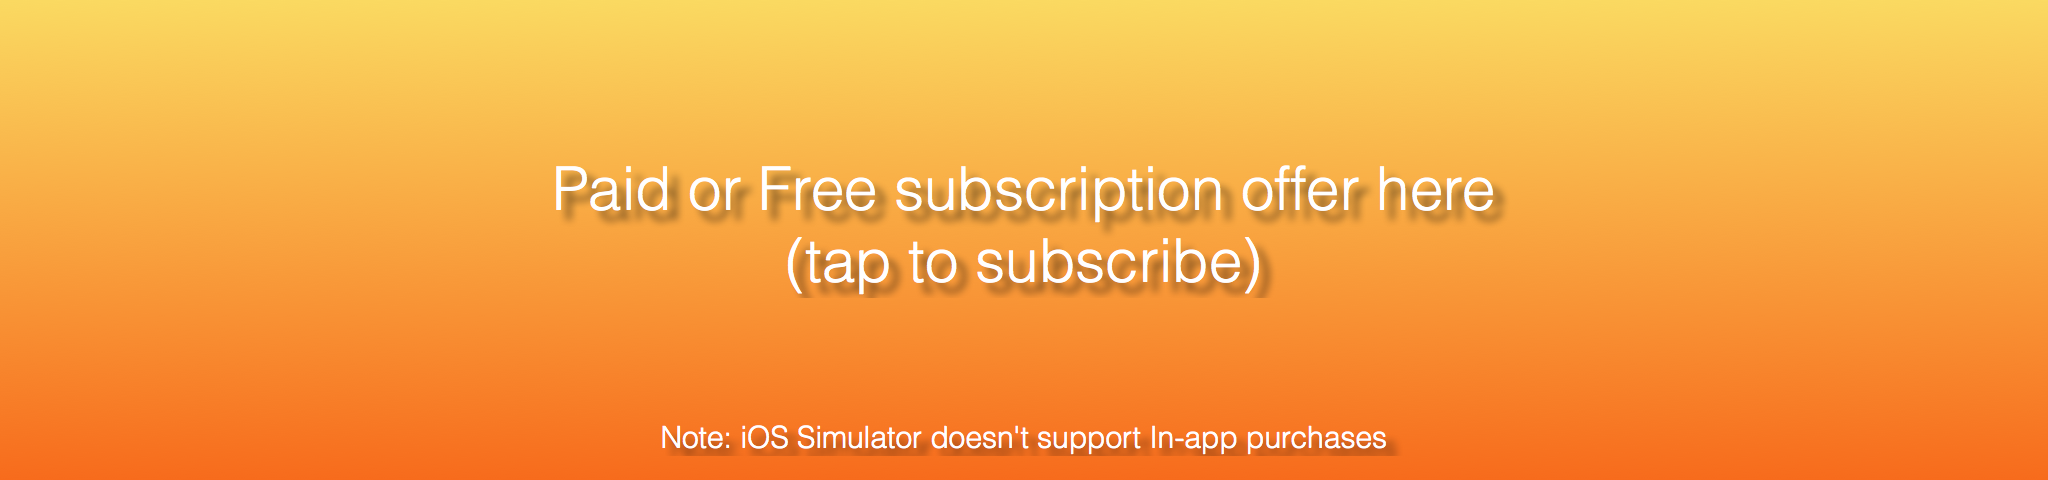 Paid or Free subscription offer here
(tap to subscribe)
Note: iOS Simulator doesn't support In-app purchases